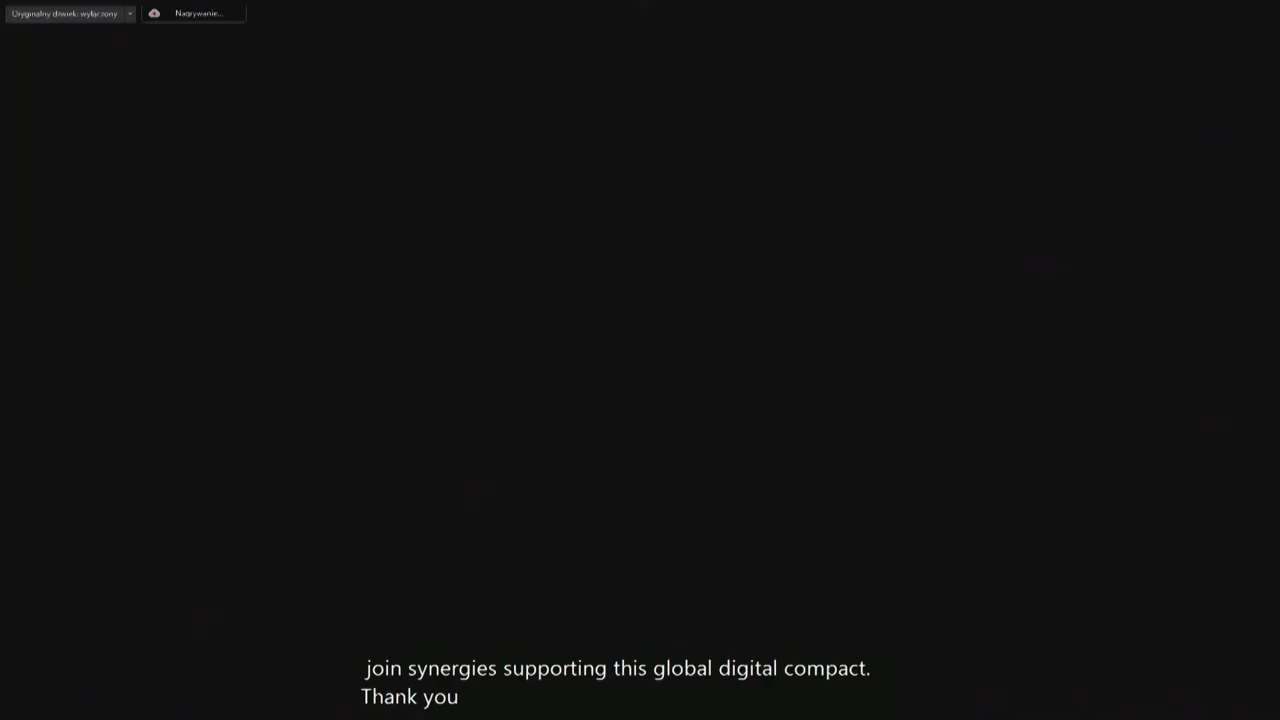 Oryginalny dźwięk: wyłączony
Nagrywanie...
join synergies supporting this global digital compact.
Thank you